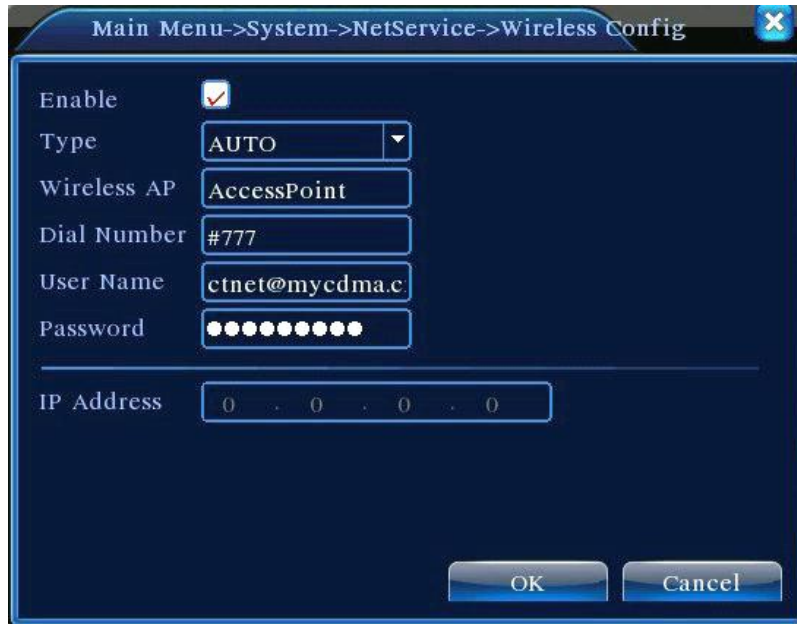 Main Menu->System->NetService->Wireless Config
Enable
Type AUTO
Wireless AP AccessPoint
Dial Number #777
User Name ctnet@mycdma.c
Password ●●●●●●●●●
IP Address 0 . 0 . 0 . 0
OK Cancel